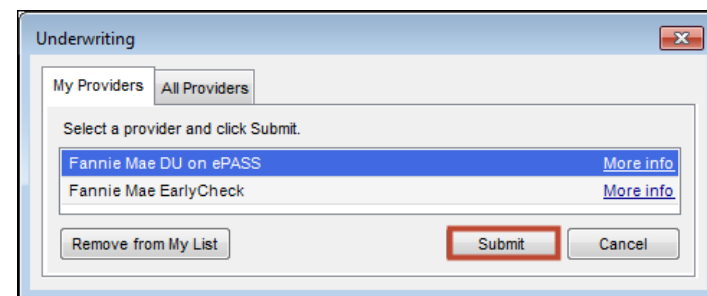 Underwriting
My Providers All Providers
Select a provider and click Submit.
Fannie Mae DU on ePASS More info
Fannie Mae EarlyCheck More info
Remove from My List Submit Cancel